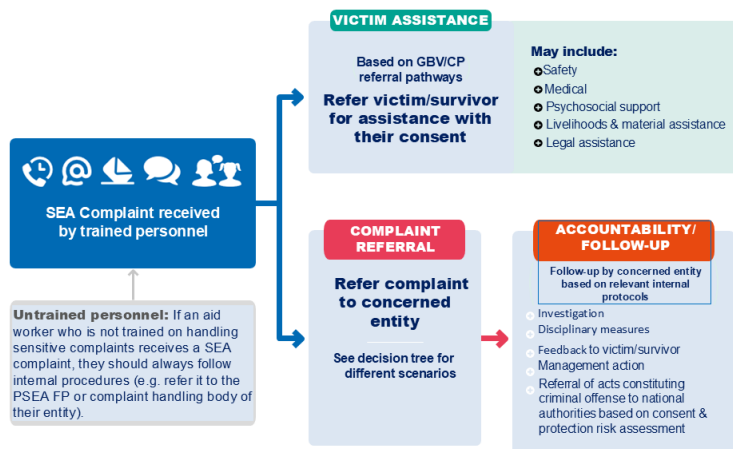 VICTIM ASSISTANCE
Based on GBV/CP
referral pathways
Refer victim/survivor
for assistance with
their consent
May include:
Safety
Medical
Psychosocial support
Livelihoods & material assistance
Legal assistance
SEA Complaint received
by trained personnel
Untrained personnel: If an aid
worker who is not trained on handling
sensitive complaints receives a SEA
complaint, they should always follow
internal procedures (e.g. refer it to the
PSEA FP or complaint handling body of
their entity).
COMPLAINT
REFERRAL
Refer complaint
to concerned
entity
See decision tree for
different scenarios
ACCOUNTABILITY/
FOLLOW-UP
Follow-up by concerned entity
based on relevant internal
protocols
Investigation
Disciplinary measures
Feedback to victim/survivor
Management action
Referral of acts constituting
criminal offense to national
authorities based on consent &
protection risk assessment